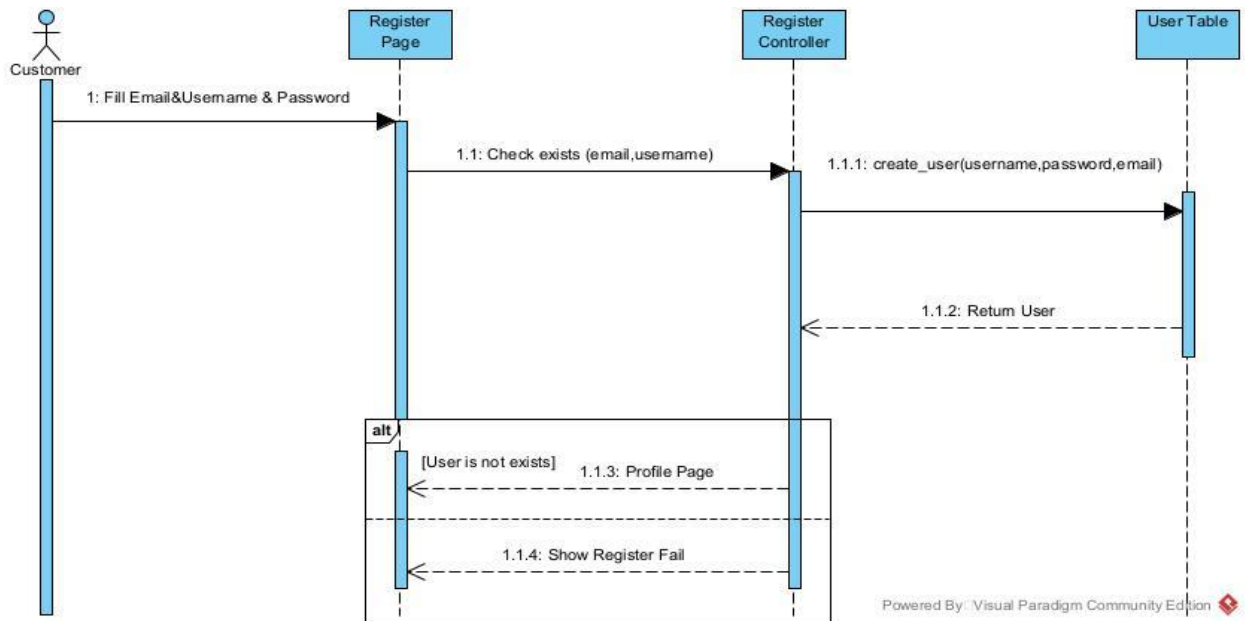 Customer
Register
Page
Register
Controller
User Table
1: Fill Email&Username & Password
1.1: Check exists (email,username)
1.1.1: create_user(username,password,email)
1.1.2: Return User
alt
[User is not exists]
1.1.3: Profile Page
1.1.4: Show Register Fail
Powered By: Visual Paradigm Community Edition